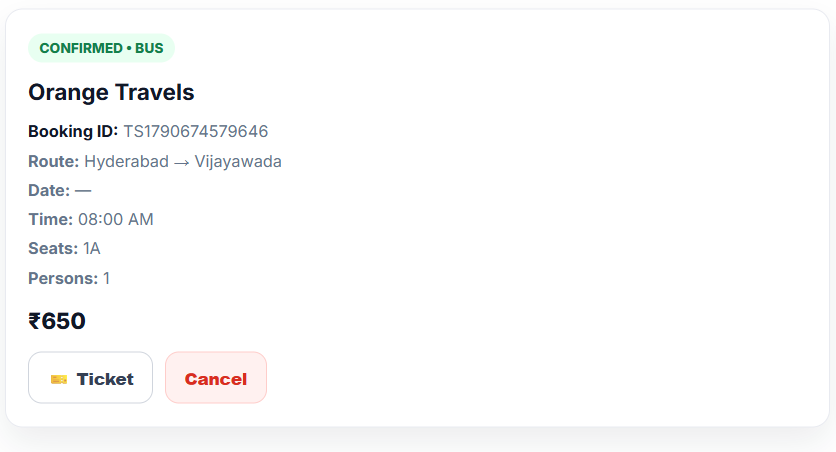 CONFIRMED • BUS
Orange Travels
Booking ID: TS1790674579646
Route: Hyderabad → Vijayawada
Date: —
Time: 08:00 AM
Seats: 1A
Persons: 1
₹650
🎫 Ticket
Cancel